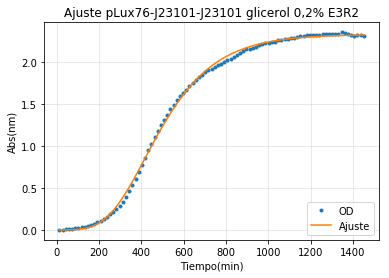 Ajuste pLux76-J23101-J23101 glicerol 0,2% E3R2
Abs(nm)
2.0
1.5
1.0
0.5
0.0
OD
Ajuste
0 200 400 600 800 1000 1200 1400
Tiempo(min)